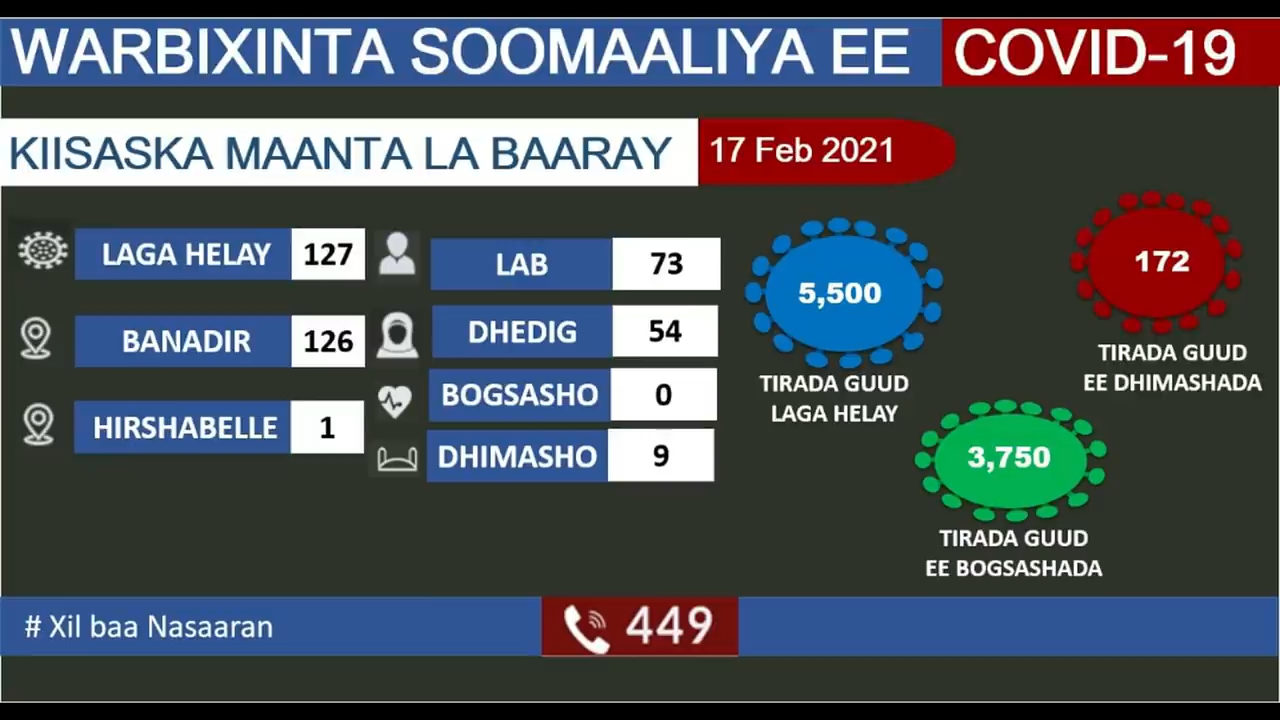 WARBIXINTA SOOMAALIYA EE COVID-19
KIISASKA MAANTA LA BAARAY 17 Feb 2021
LAGA HELAY 127
BANADIR 126
HIRSHABELLE 1
LAB 73
DHEDIG 54
BOGSASHO 0
DHIMASHO 9
5,500
TIRADA GUUD
LAGA HELAY
172
TIRADA GUUD
EE DHIMASHADA
3,750
TIRADA GUUD
EE BOGSASHADA
# Xil baa Nasaaran
449